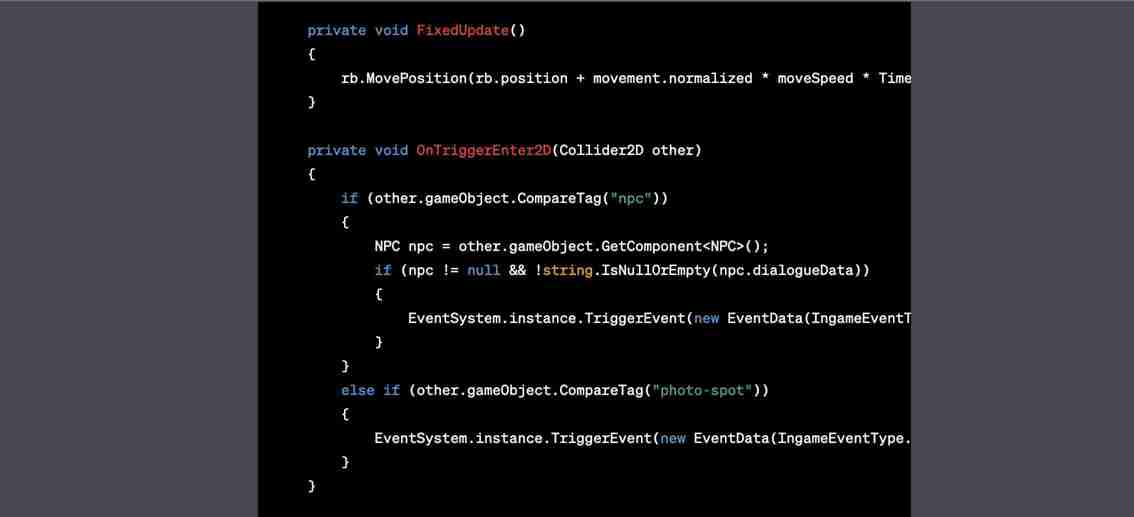 private void FixedUpdate()
{
rb.MovePosition(rb.position + movement.normalized * moveSpeed * Time
}
private void OnTriggerEnter2D(Collider2D other)
{
if (other.gameObject.CompareTag("npc"))
{
NPC npc = other.gameObject.GetComponent<NPC>();
if (npc != null && !string.IsNullOrEmpty(npc.dialogueData))
{
EventSystem.instance.TriggerEvent(new EventData(IngameEventT
}
}
else if (other.gameObject.CompareTag("photo-spot"))
{
EventSystem.instance.TriggerEvent(new EventData(IngameEventType.
}
}